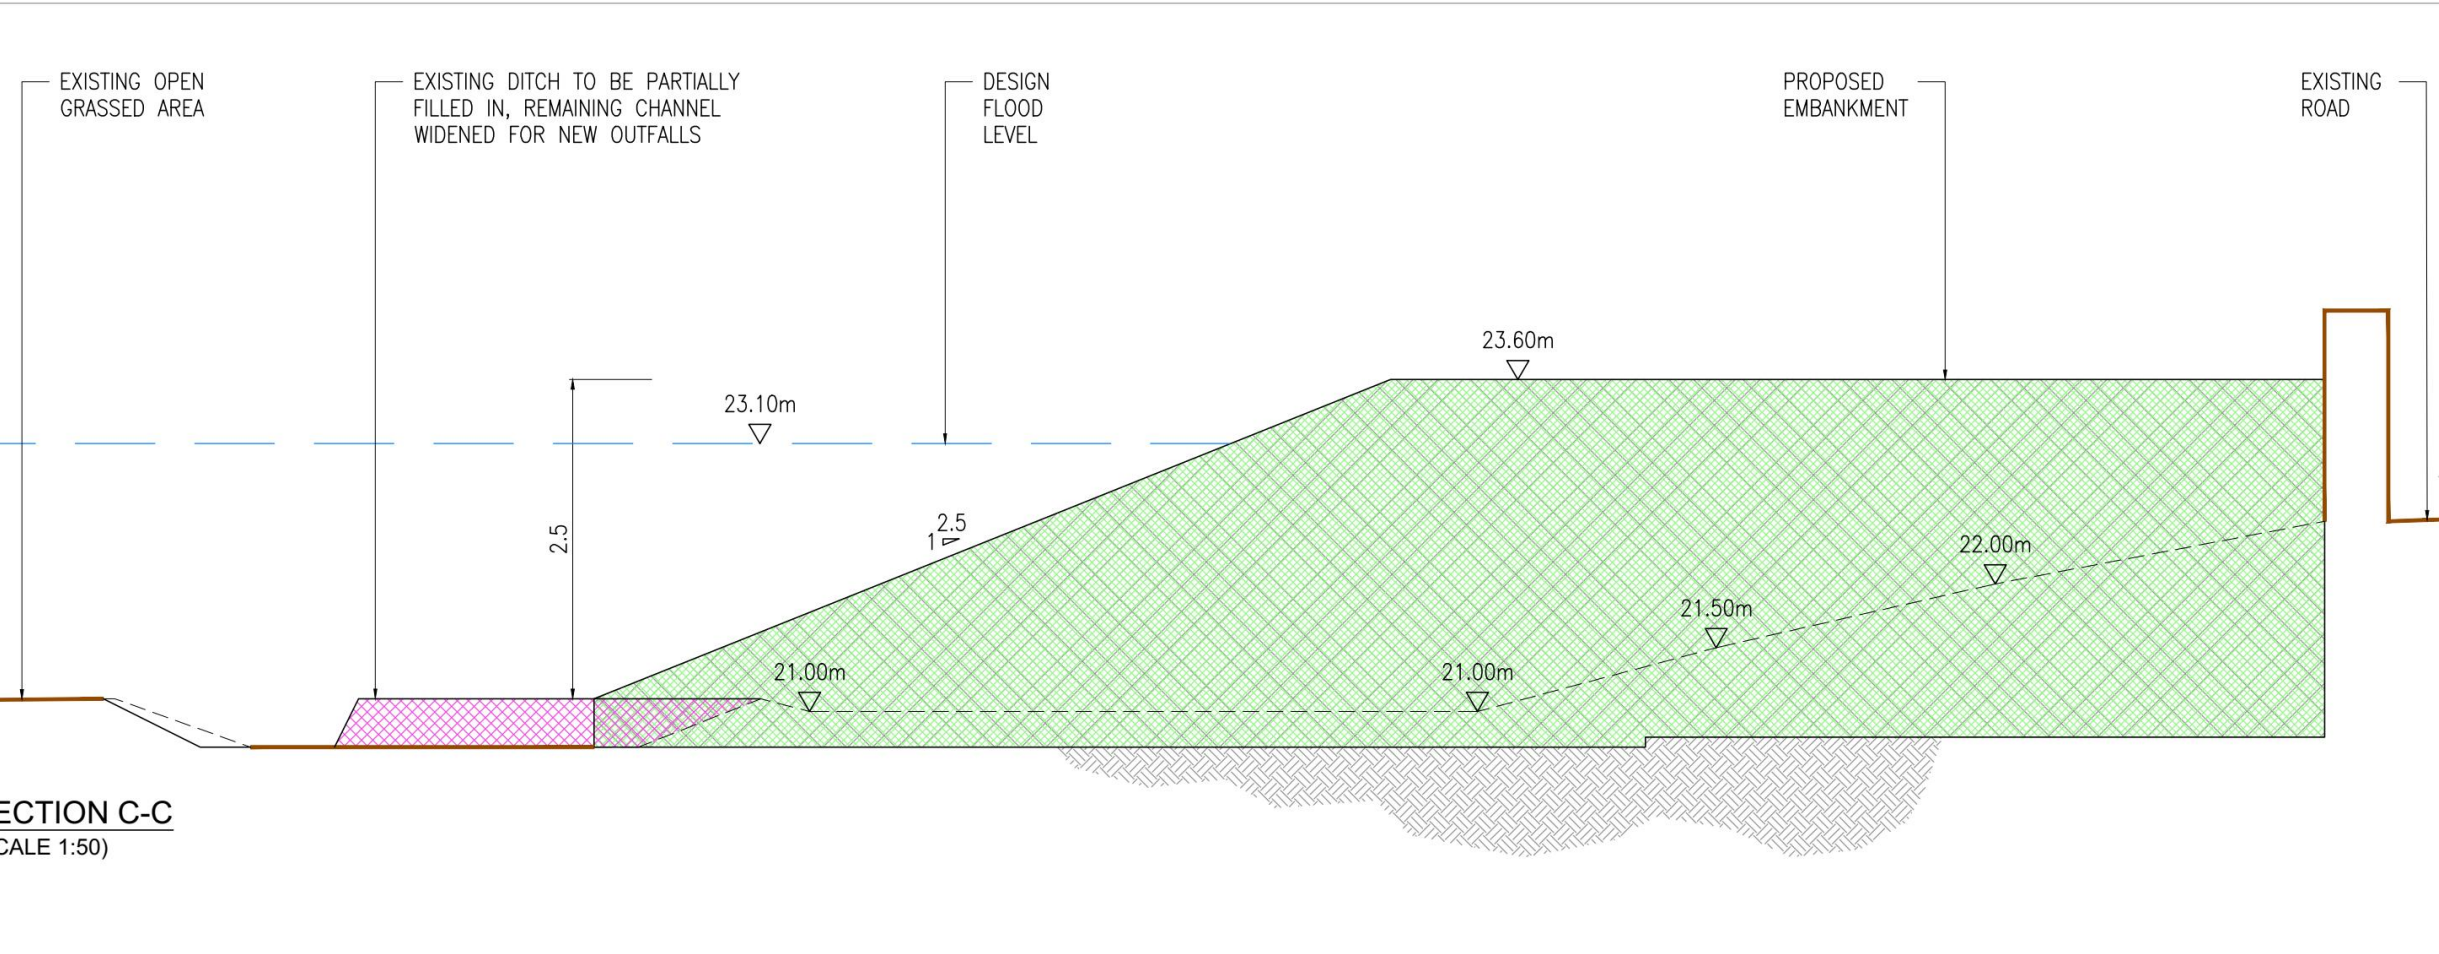 EXISTING OPEN
GRASSED AREA
EXISTING DITCH TO BE PARTIALLY
FILLED IN, REMAINING CHANNEL
WIDENED FOR NEW OUTFALLS
DESIGN
FLOOD
LEVEL
PROPOSED
EMBANKMENT
EXISTING
ROAD
23.60m
23.10m
2.5
2.5
1
22.00m
21.50m
21.00m
21.00m
ECTION C-C
CALE 1:50)